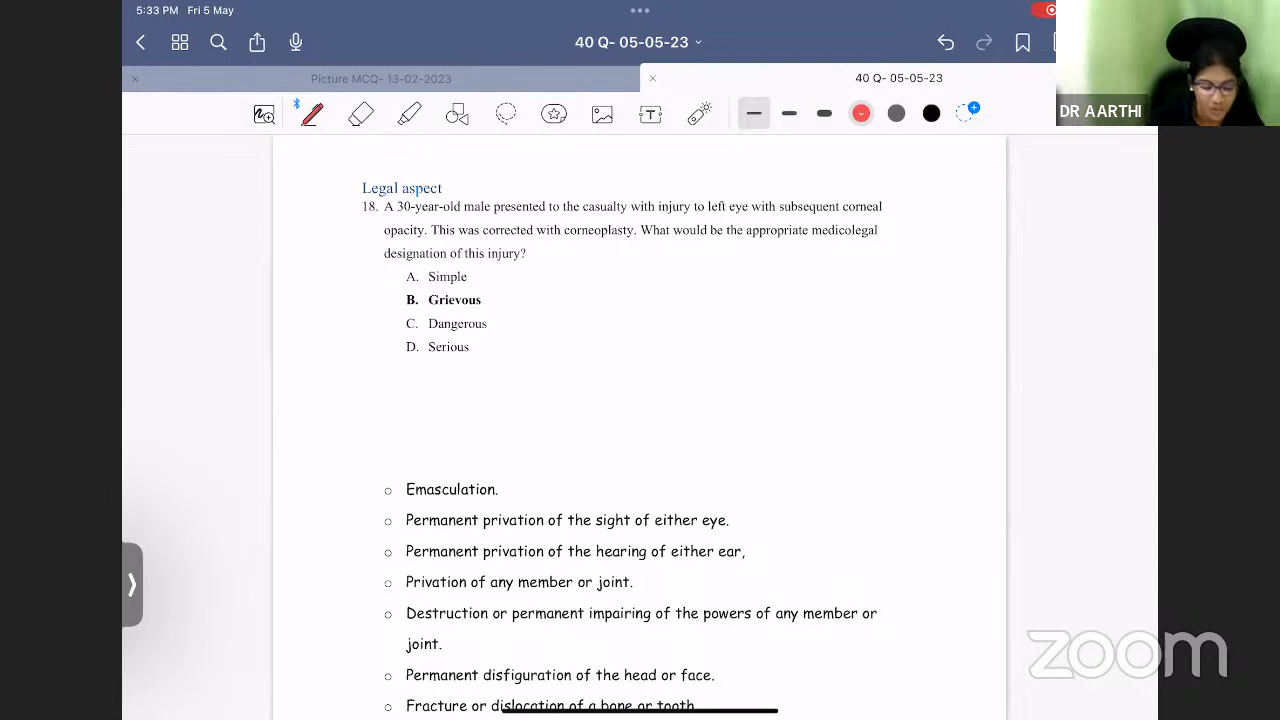 5:33 PM Fri 5 May
40 Q- 05-05-23
Picture MCQ- 13-02-2023
40 Q- 05-05-23
DR AARTHI
Legal aspect
18. A 30-year-old male presented to the casualty with injury to left eye with subsequent corneal
opacity. This was corrected with corneoplasty. What would be the appropriate medicolegal
designation of this injury?
A. Simple
B. Grievous
C. Dangerous
D. Serious
○ Emasculation.
○ Permanent privation of the sight of either eye.
○ Permanent privation of the hearing of either ear,
○ Privation of any member or joint.
○ Destruction or permanent impairing of the powers of any member or
joint.
○ Permanent disfiguration of the head or face.
○ Fracture or dislocation of a bone or tooth
zoom